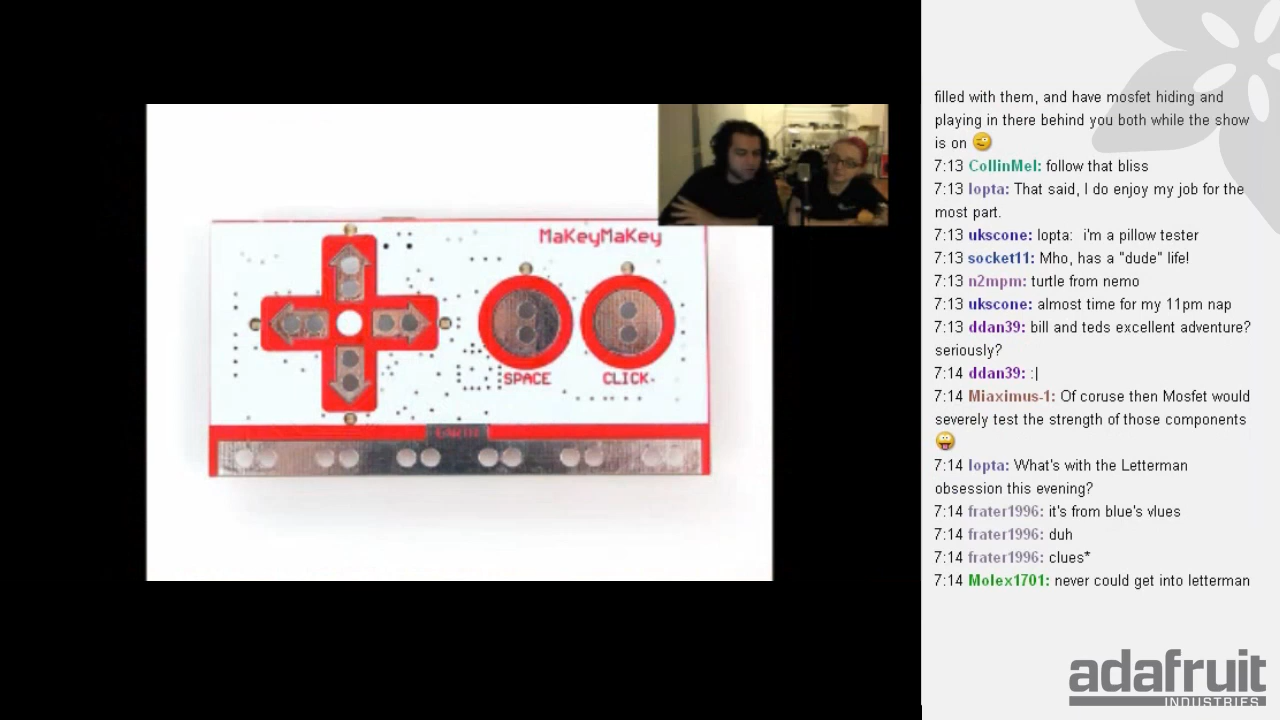 MaKeyMaKey
SPACE
CLICK
EARTH
filled with them, and have mosfet hiding and
playing in there behind you both while the show
is on
7:13 CollinMel: follow that bliss
7:13 lopta: That said, I do enjoy my job for the
most part.
7:13 ukscone: lopta: i'm a pillow tester
7:13 socket11: Mho, has a "dude" life!
7:13 n2mpm: turtle from nemo
7:13 ukscone: almost time for my 11pm nap
7:13 ddan39: bill and teds excellent adventure?
seriously?
7:14 ddan39: :|
7:14 Miaximus-1: Of coruse then Mosfet would
severely test the strength of those components
7:14 lopta: What's with the Letterman
obsession this evening?
7:14 frater1996: it's from blue's vlues
7:14 frater1996: duh
7:14 frater1996: clues*
7:14 Molex1701: never could get into letterman
adafruit
INDUSTRIES